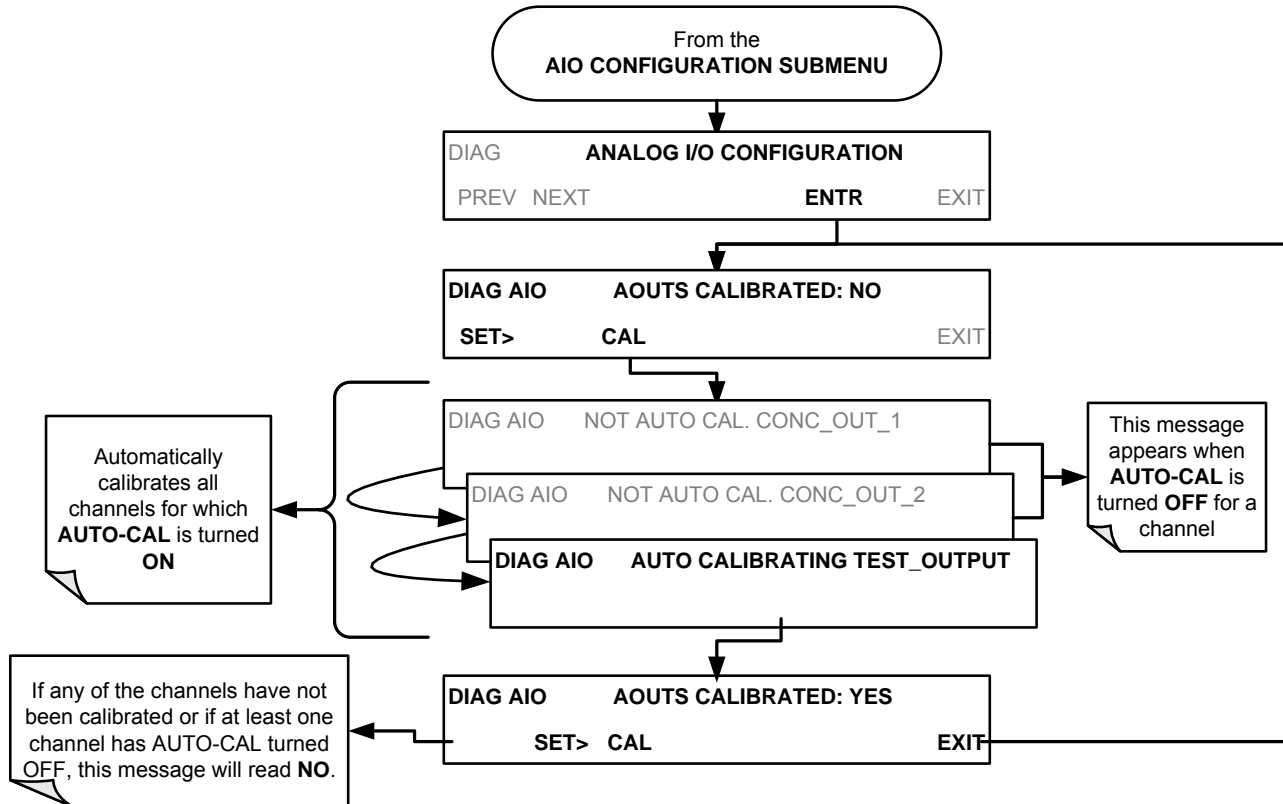 From the
AIO CONFIGURATION SUBMENU
DIAG ANALOG I/O CONFIGURATION
PREV NEXT ENTR EXIT
DIAG AIO AOUTS CALIBRATED: NO
SET> CAL EXIT
Automatically
calibrates all
channels for which
AUTO-CAL is turned
ON
DIAG AIO NOT AUTO CAL. CONC_OUT_1
DIAG AIO NOT AUTO CAL. CONC_OUT_2
DIAG AIO AUTO CALIBRATING TEST_OUTPUT
This message
appears when
AUTO-CAL is
turned OFF for a
channel
If any of the channels have not
been calibrated or if at least one
channel has AUTO-CAL turned
OFF, this message will read NO.
DIAG AIO AOUTS CALIBRATED: YES
SET> CAL EXIT